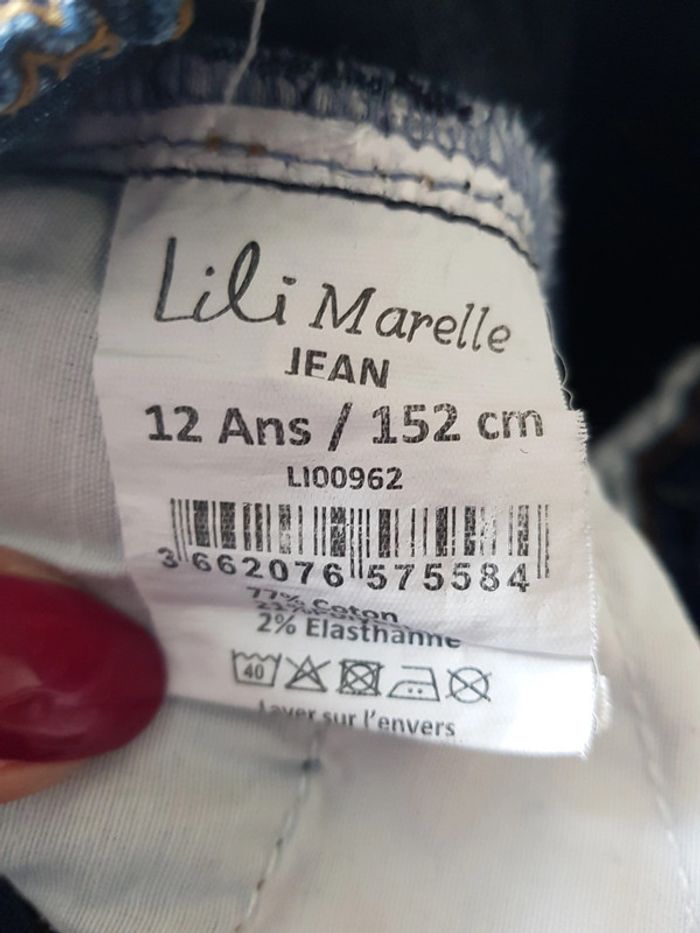 Lili Marelle
JEAN
12 Ans / 152 cm
LI00962
3 662076 575584
77% Coton
2% Elasthanne
40
Laver sur l'envers